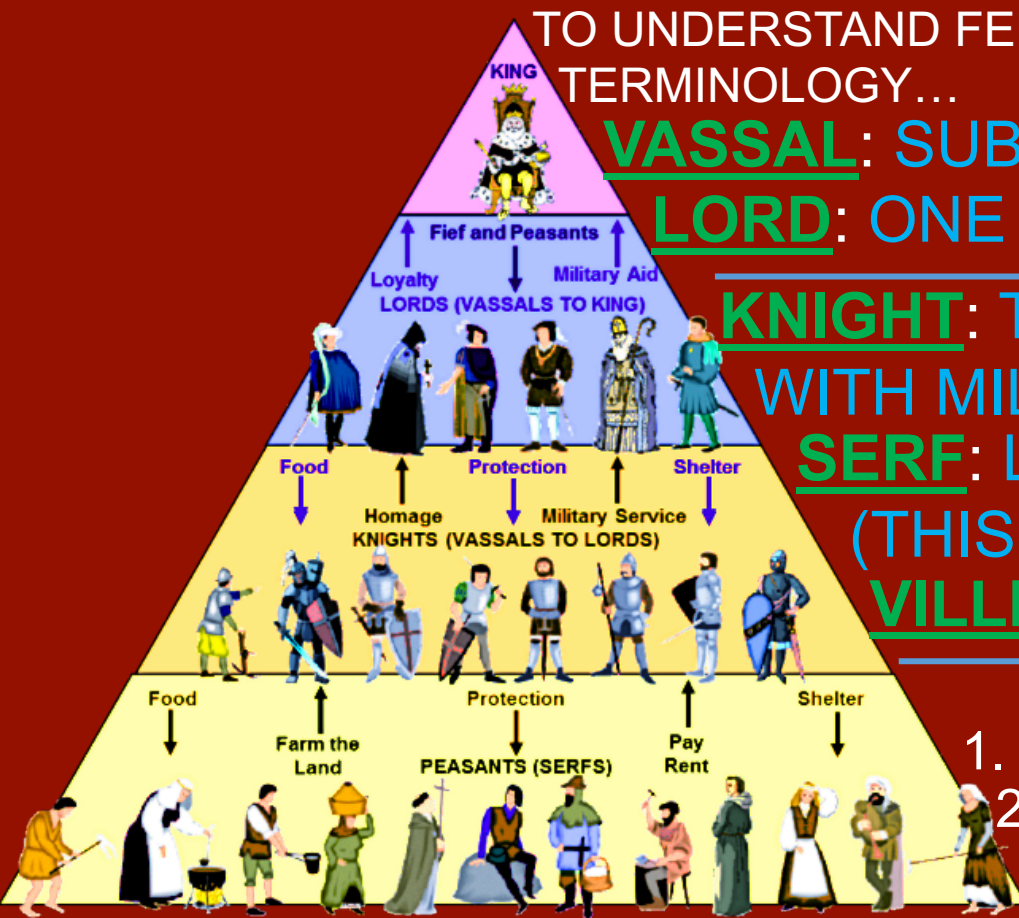 TO UNDERSTAND FE
TERMINOLOGY…
VASSAL: SUB
LORD: ONE
KNIGHT: T
WITH MIL
SERF: L
(THIS
VILL
1.
2
KING
Fief and Peasants
Loyalty Military Aid
LORDS (VASSALS TO KING)
Food Protection Shelter
Homage Military Service
KNIGHTS (VASSALS TO LORDS)
Food Protection Shelter
Farm the Pay
Land PEASANTS (SERFS) Rent